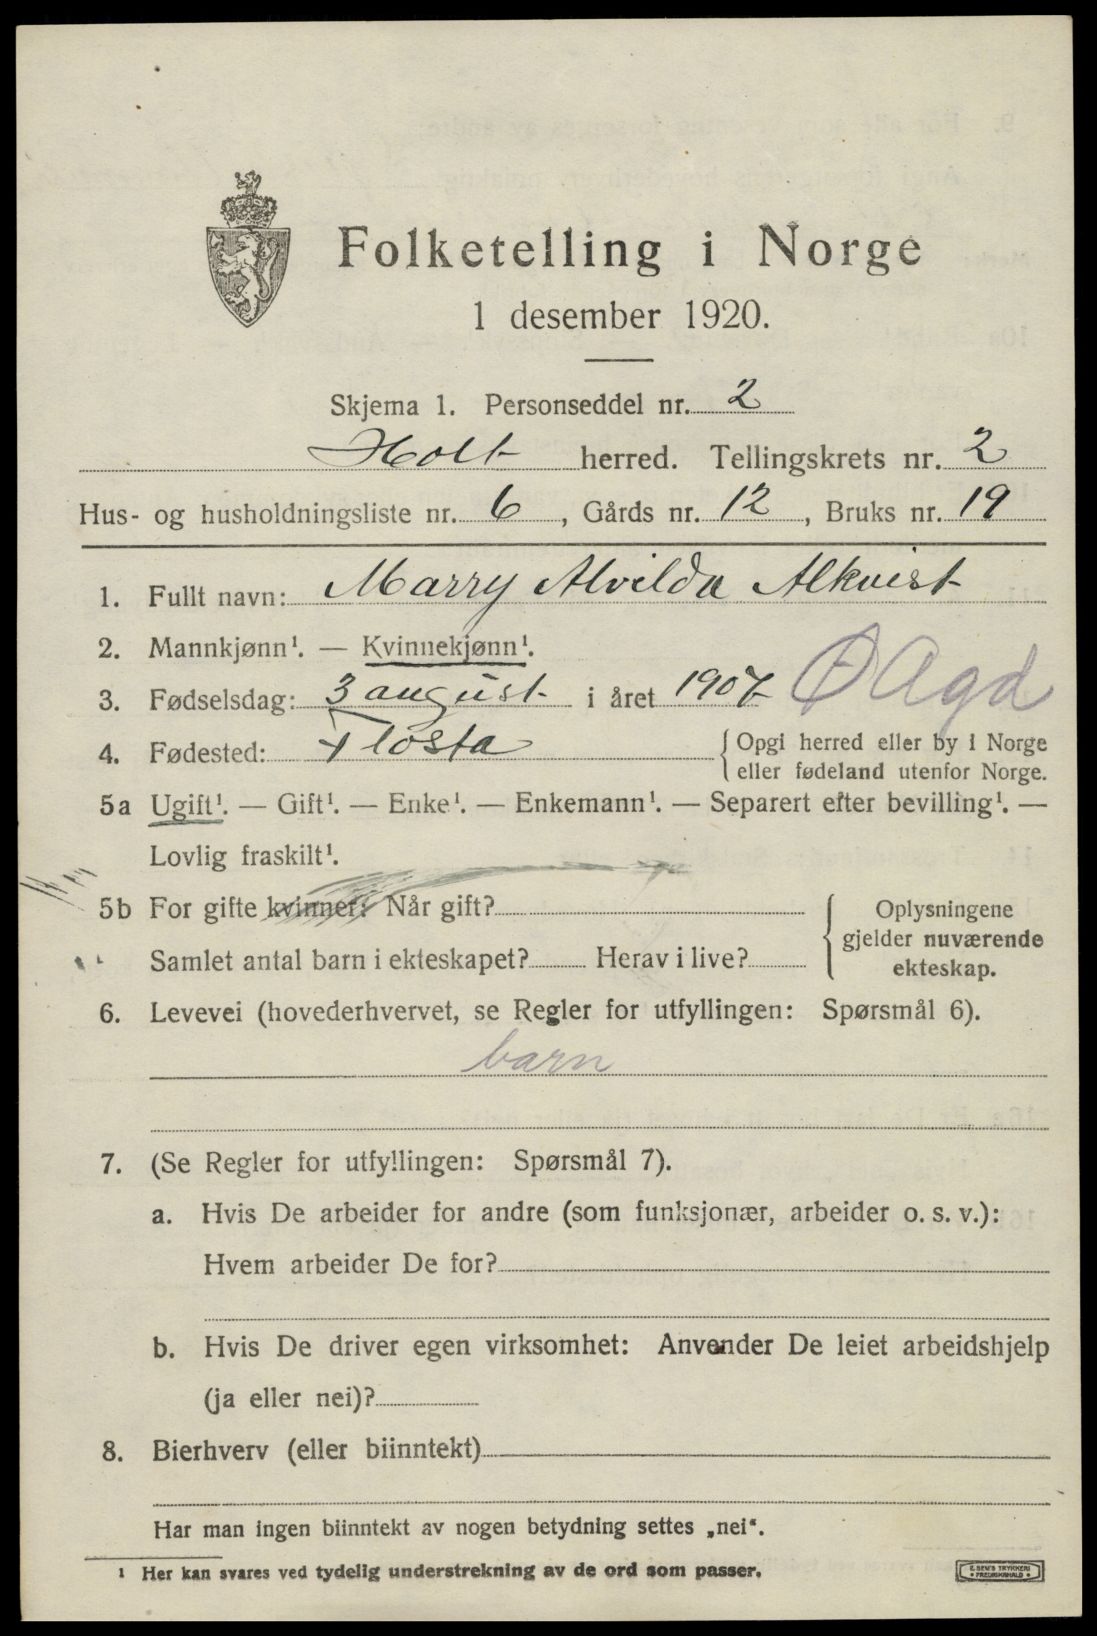 Folketelling i Norge
1 desember 1920.
Skjema 1. Personseddel nr. 2
Holt herred. Tellingskrets nr. 2
Hus- og husholdningsliste nr. 6, Gårds nr. 12, Bruks nr. 19
1. Fullt navn: Marry Alvilda Alkvist
2. Mannkjønn¹. — Kvinnekjønn¹.
3. Fødselsdag: 3 august i året 1907 Ø Agd
4. Fødested: Flosta {Opgi herred eller by i Norge
eller fødeland utenfor Norge.
5a Ugift¹. — Gift¹. — Enke¹. — Enkemann¹. — Separert efter bevilling¹. —
Lovlig fraskilt¹.
5b For gifte kvinner: Når gift? { Oplysningene
gjelder nuværende
Samlet antal barn i ekteskapet? Herav i live? ekteskap.
6. Levevei (hovederhvervet, se Regler for utfyllingen: Spørsmål 6).
barn
7. (Se Regler for utfyllingen: Spørsmål 7).
a. Hvis De arbeider for andre (som funksjonær, arbeider o. s. v.):
Hvem arbeider De for?
b. Hvis De driver egen virksomhet: Anvender De leiet arbeidshjelp
(ja eller nei)?
8. Bierhverv (eller biinntekt)
Har man ingen biinntekt av nogen betydning settes „nei“.
¹ Her kan svares ved tydelig understrekning av de ord som passer.
E. SEM'S TRYKKERI
• FREDRIKSHALD •